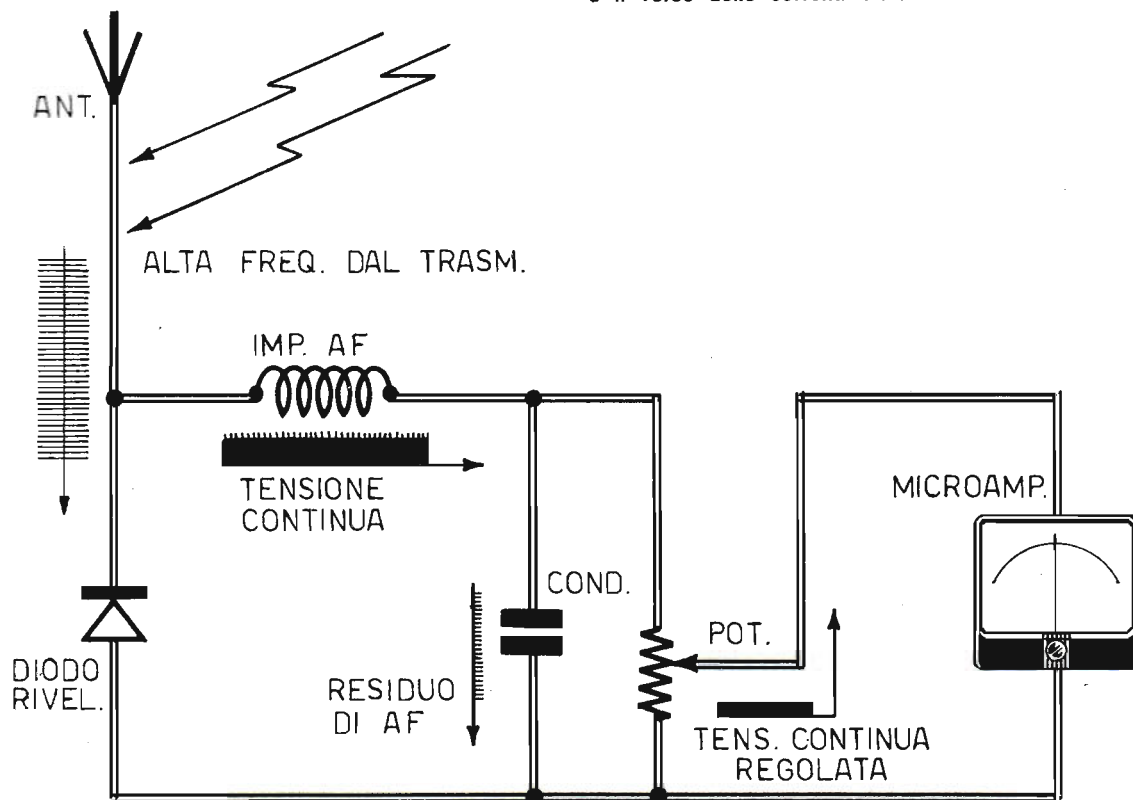 ANT.
ALTA FREQ. DAL TRASM.
IMP. AF
TENSIONE
CONTINUA
MICROAMP.
COND.
POT.
DIODO
RIVEL.
RESIDUO
DI AF
TENS. CONTINUA
REGOLATA